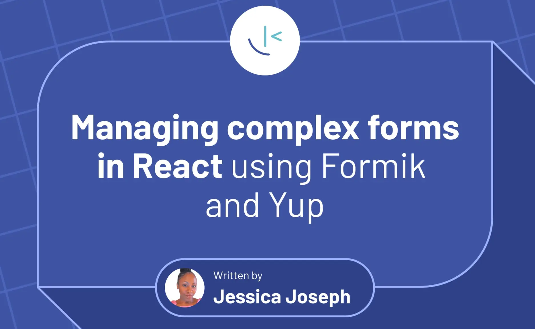 Managing complex forms
in React using Formik
and Yup
Written by
Jessica Joseph